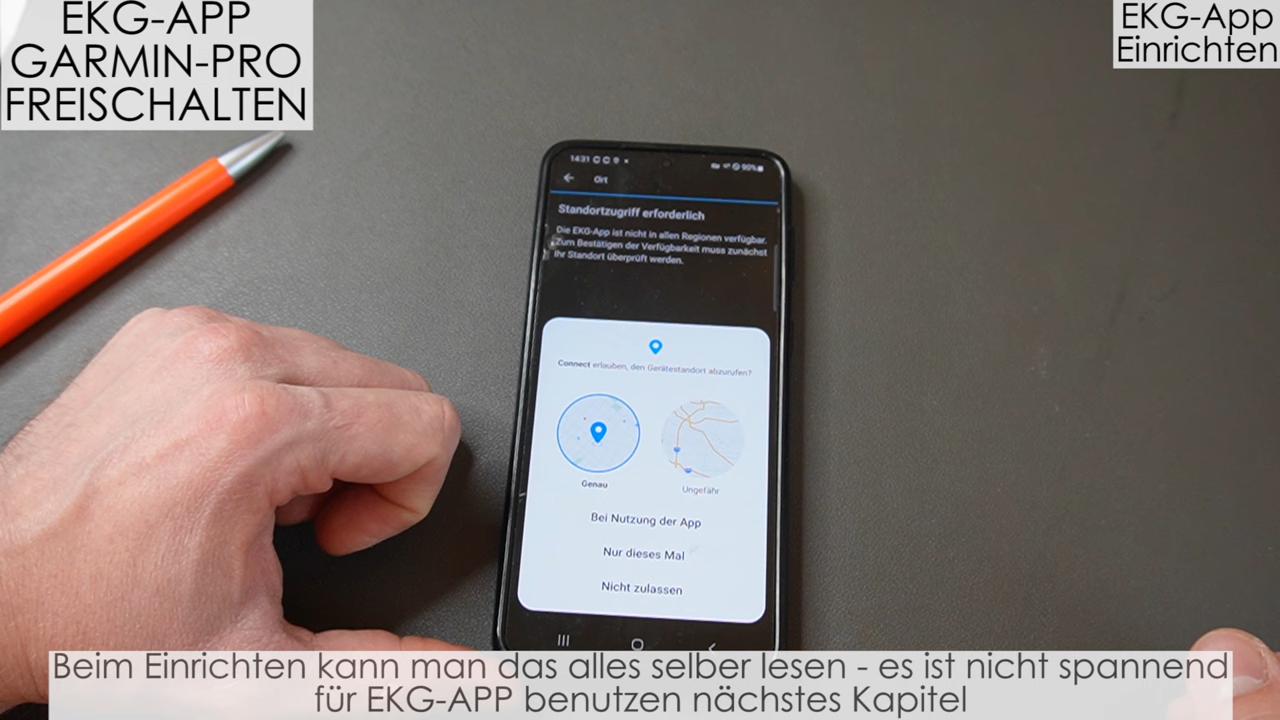 EKG-APP
GARMIN-PRO
FREISCHALTEN
EKG-App
Einrichten
14:31
90%
Ort
Standortzugriff erforderlich
Die EKG-App ist nicht in allen Regionen verfügbar.
Zum Bestätigen der Verfügbarkeit muss zunächst
Ihr Standort überprüft werden.
Connect erlauben, den Gerätestandort abzurufen?
Genau
Ungefähr
Bei Nutzung der App
Nur dieses Mal
Nicht zulassen
Beim Einrichten kann man das alles selber lesen - es ist nicht spannend
für EKG-APP benutzen nächstes Kapitel